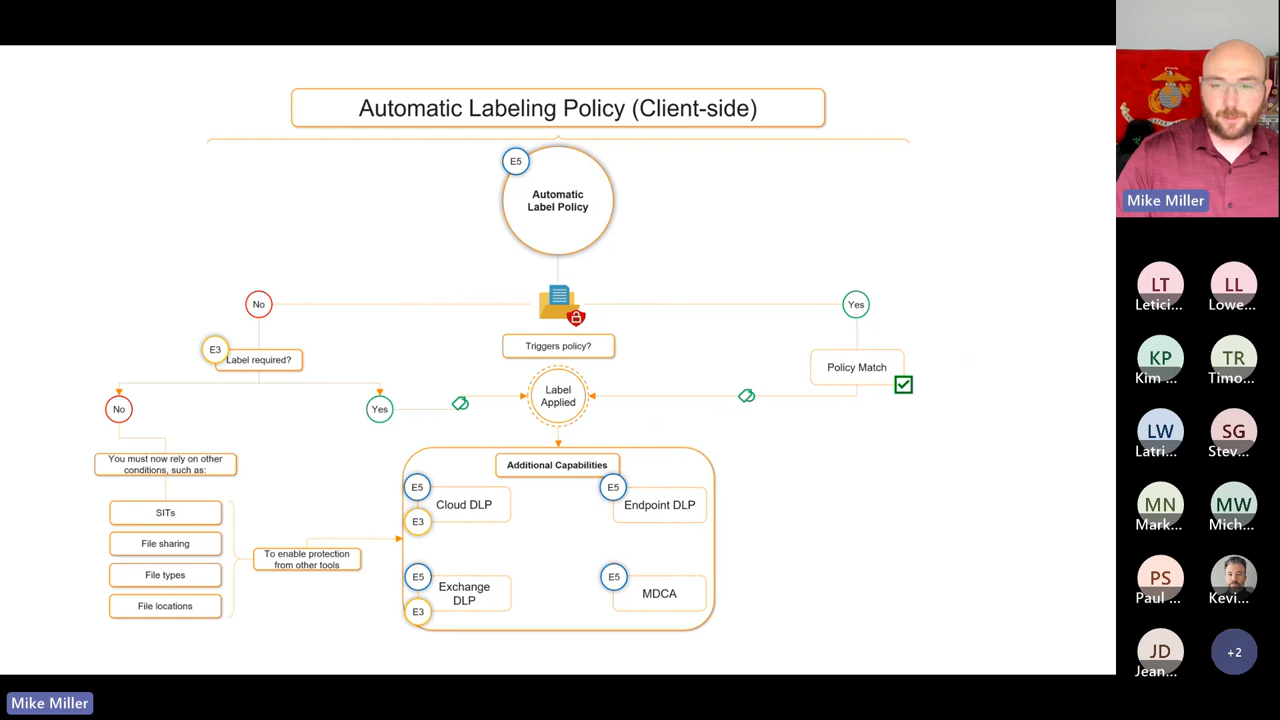 Automatic Labeling Policy (Client-side)
E5
Automatic
Label Policy
No
Yes
Triggers policy?
E3
Label required?
Policy Match
No
Yes
Label
Applied
You must now rely on other
conditions, such as:
SITs
File sharing
File types
File locations
To enable protection
from other tools
Additional Capabilities
E5
Cloud DLP
E3
E5
Endpoint DLP
E5
Exchange
DLP
E3
E5
MDCA
Mike Miller
Mike Miller
LT
Letici...
LL
Lowe...
KP
Kim ...
TR
Timo...
LW
Latri...
SG
Stev...
MN
Mark...
MW
Mich...
PS
Paul ...
Kevi...
JD
Jean...
+2